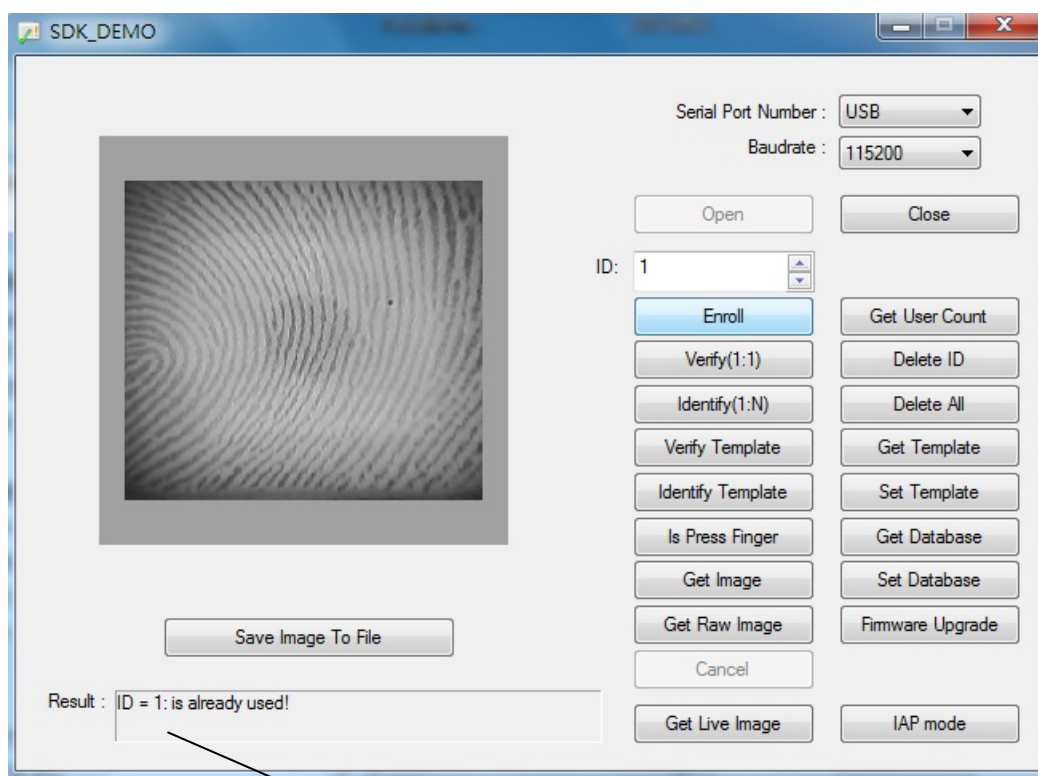 SDK_DEMO
Serial Port Number : USB
Baudrate : 115200
Open Close
ID: 1
Enroll Get User Count
Verify(1:1) Delete ID
Identify(1:N) Delete All
Verify Template Get Template
Identify Template Set Template
Is Press Finger Get Database
Get Image Set Database
Get Raw Image Firmware Upgrade
Save Image To File
Cancel
Result : ID = 1: is already used!
Get Live Image IAP mode